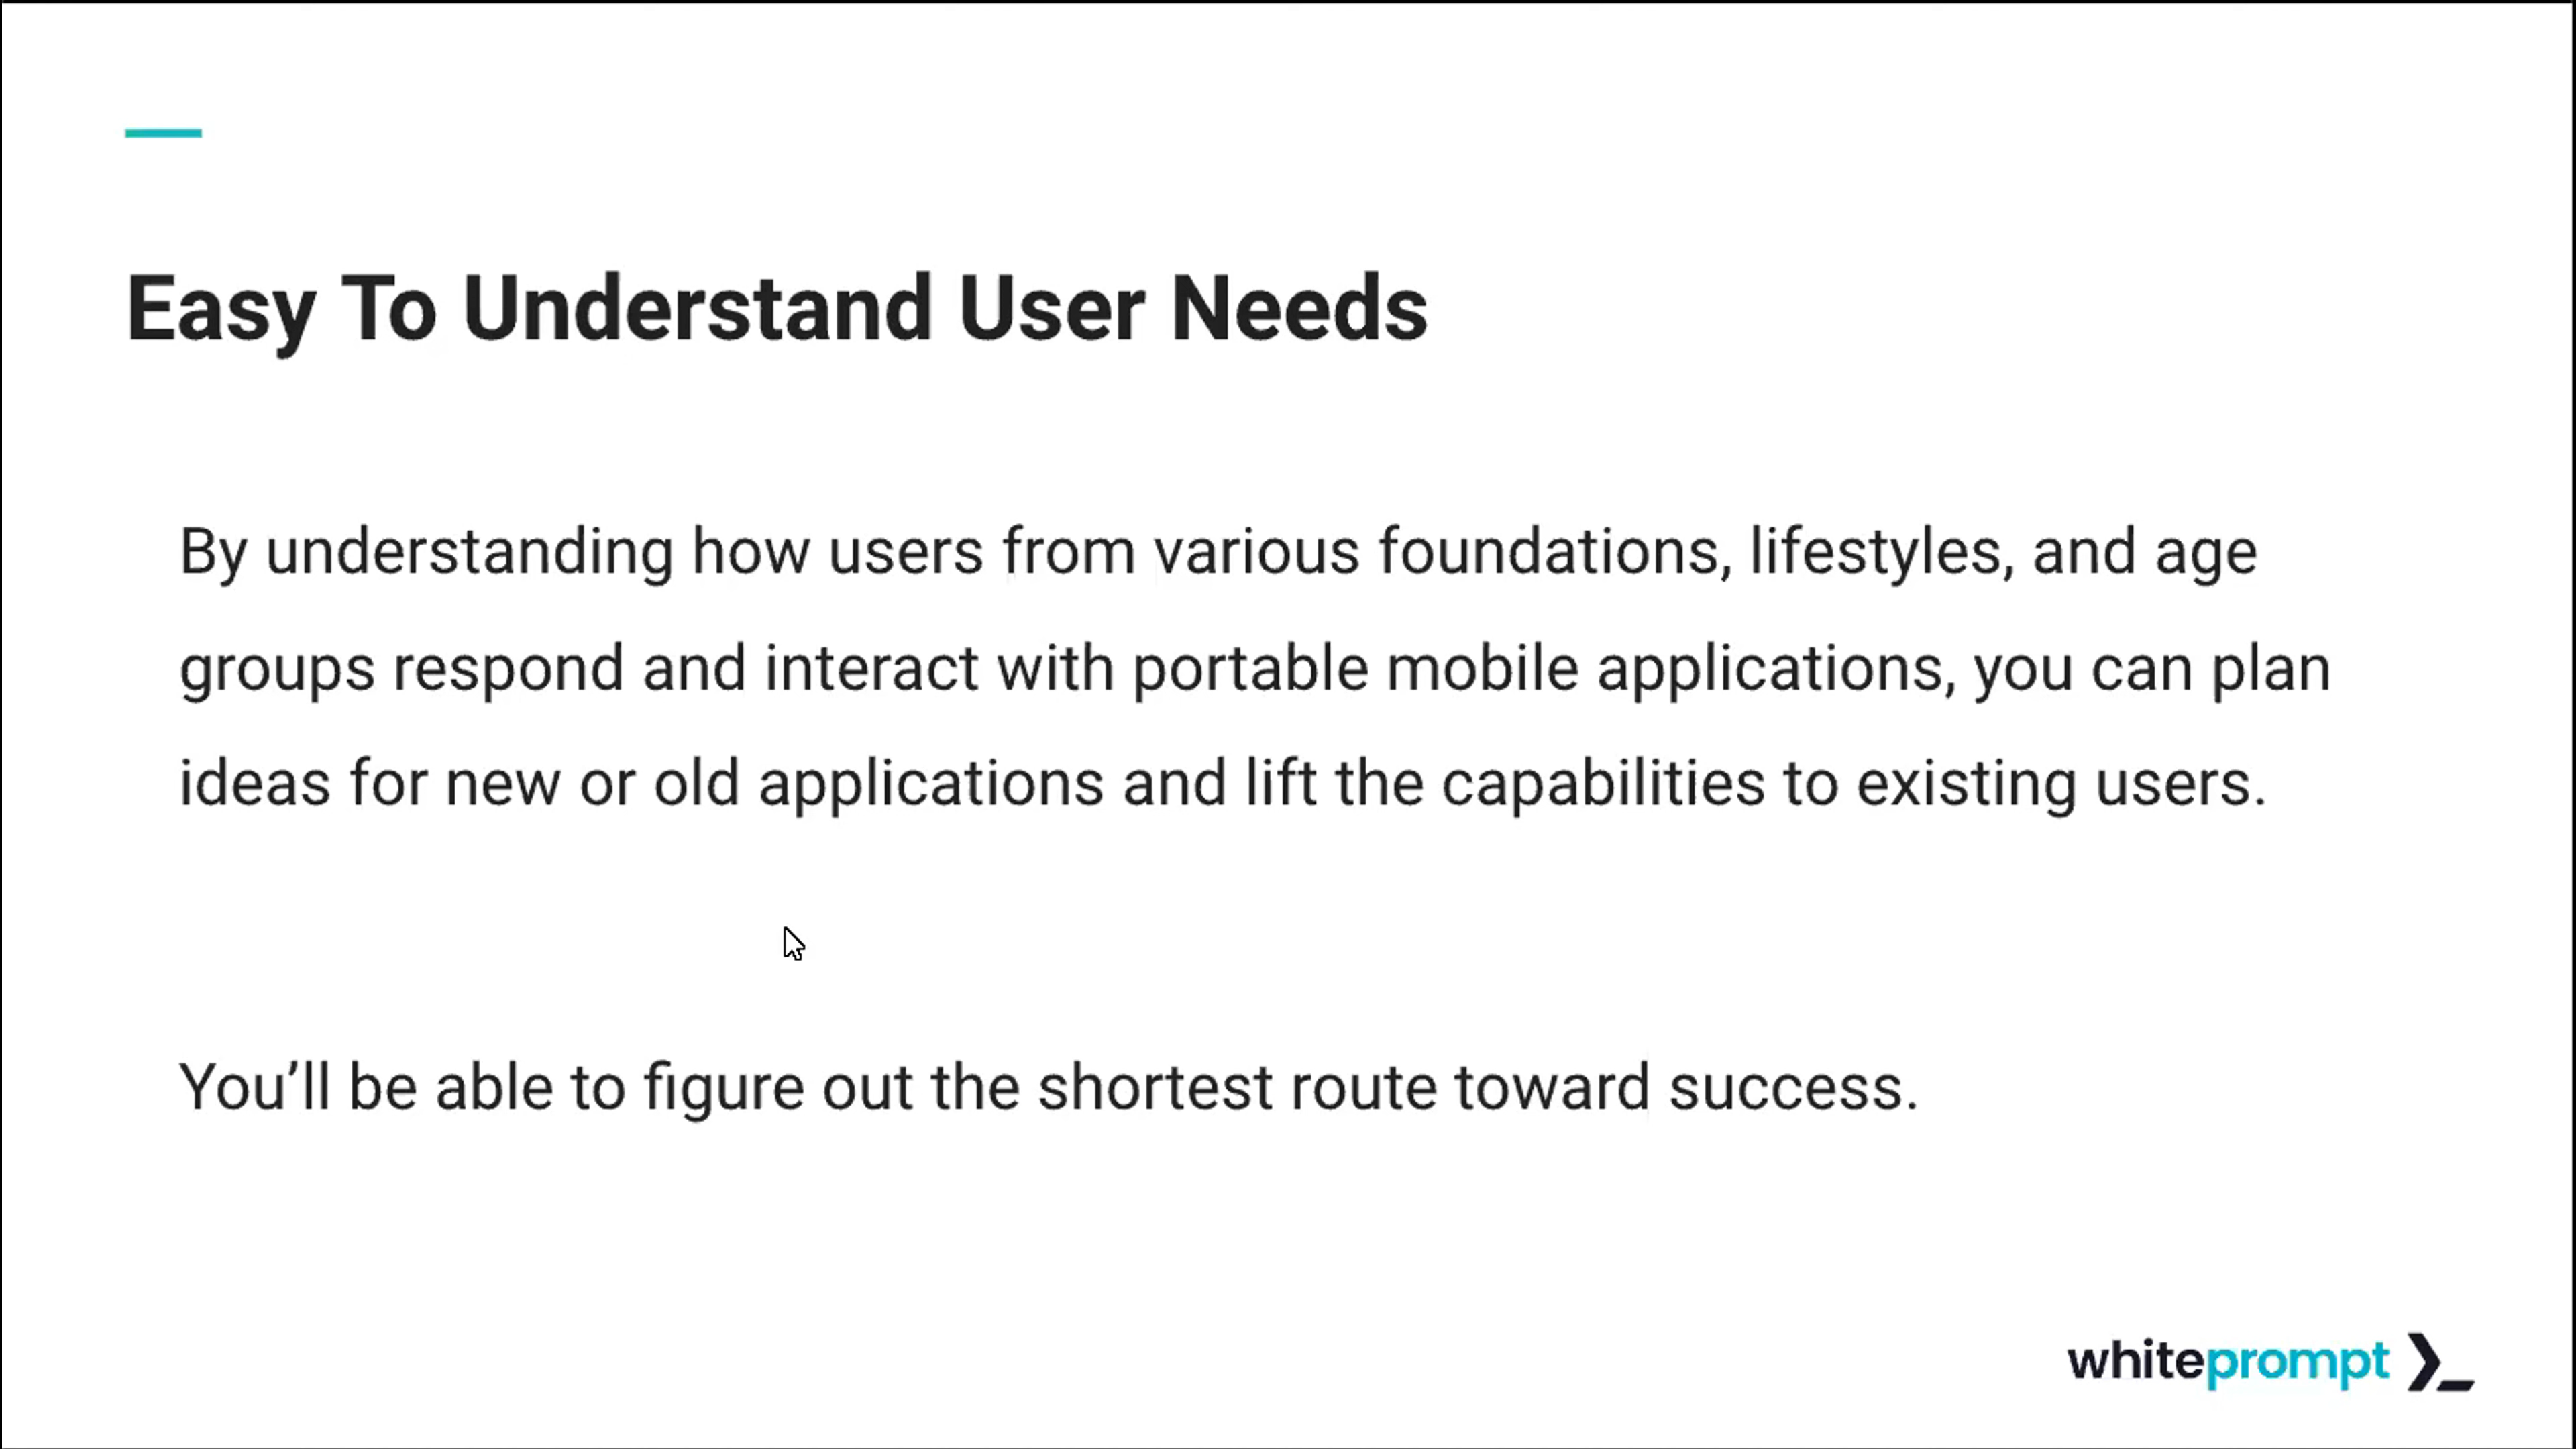 Easy To Understand User Needs
By understanding how users from various foundations, lifestyles, and age
groups respond and interact with portable mobile applications, you can plan
ideas for new or old applications and lift the capabilities to existing users.
You’ll be able to figure out the shortest route toward success.
whiteprompt